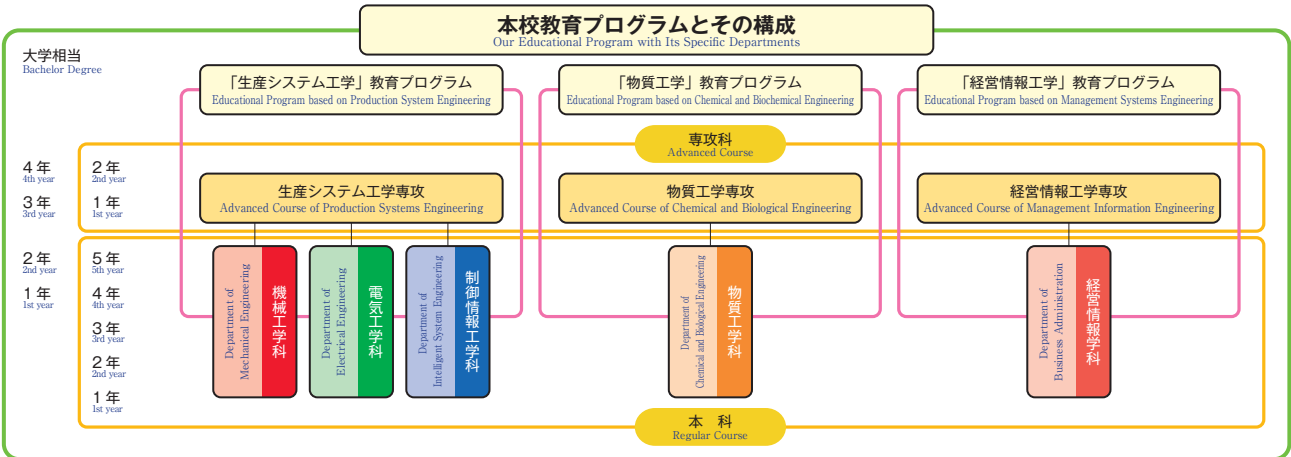 本校教育プログラムとその構成
Our Educational Program with Its Specific Departments
大学相当
Bachelor Degree
「生産システム工学」教育プログラム
Educational Program based on Production System Engineering
「物質工学」教育プログラム
Educational Program based on Chemical and Biochemical Engineering
「経営情報工学」教育プログラム
Educational Program based on Management Systems Engineering
専攻科
Advanced Course
4年
4th year
2年
2nd year
3年
3rd year
1年
1st year
生産システム工学専攻
Advanced Course of Production Systems Engineering
物質工学専攻
Advanced Course of Chemical and Biological Engineering
経営情報工学専攻
Advanced Course of Management Information Engineering
2年
2nd year
5年
5th year
1年
1st year
4年
4th year
3年
3rd year
2年
2nd year
1年
1st year
Department of
Mechanical Engineering
機械工学科
Department of
Electrical Engineering
電気工学科
Department of
Intelligent System Engineering
制御情報工学科
Department of
Chemical and Biological Engineering
物質工学科
Department of
Business Administration
経営情報学科
本 科
Regular Course